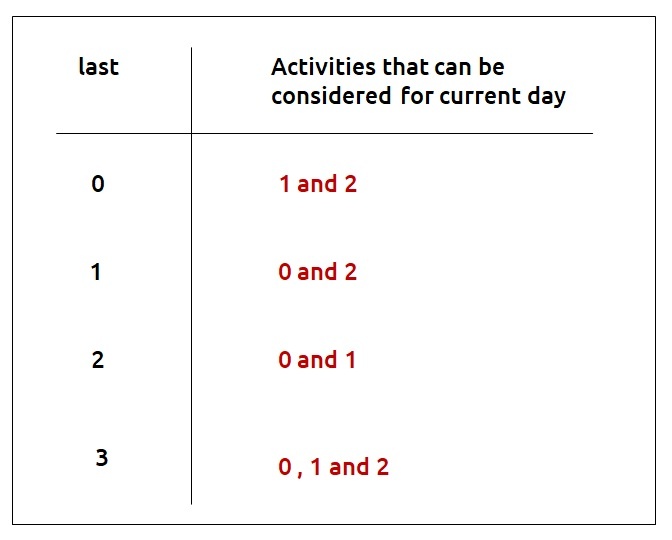 last
Activities that can be
considered for current day
0
1 and 2
1
0 and 2
2
0 and 1
3
0 , 1 and 2